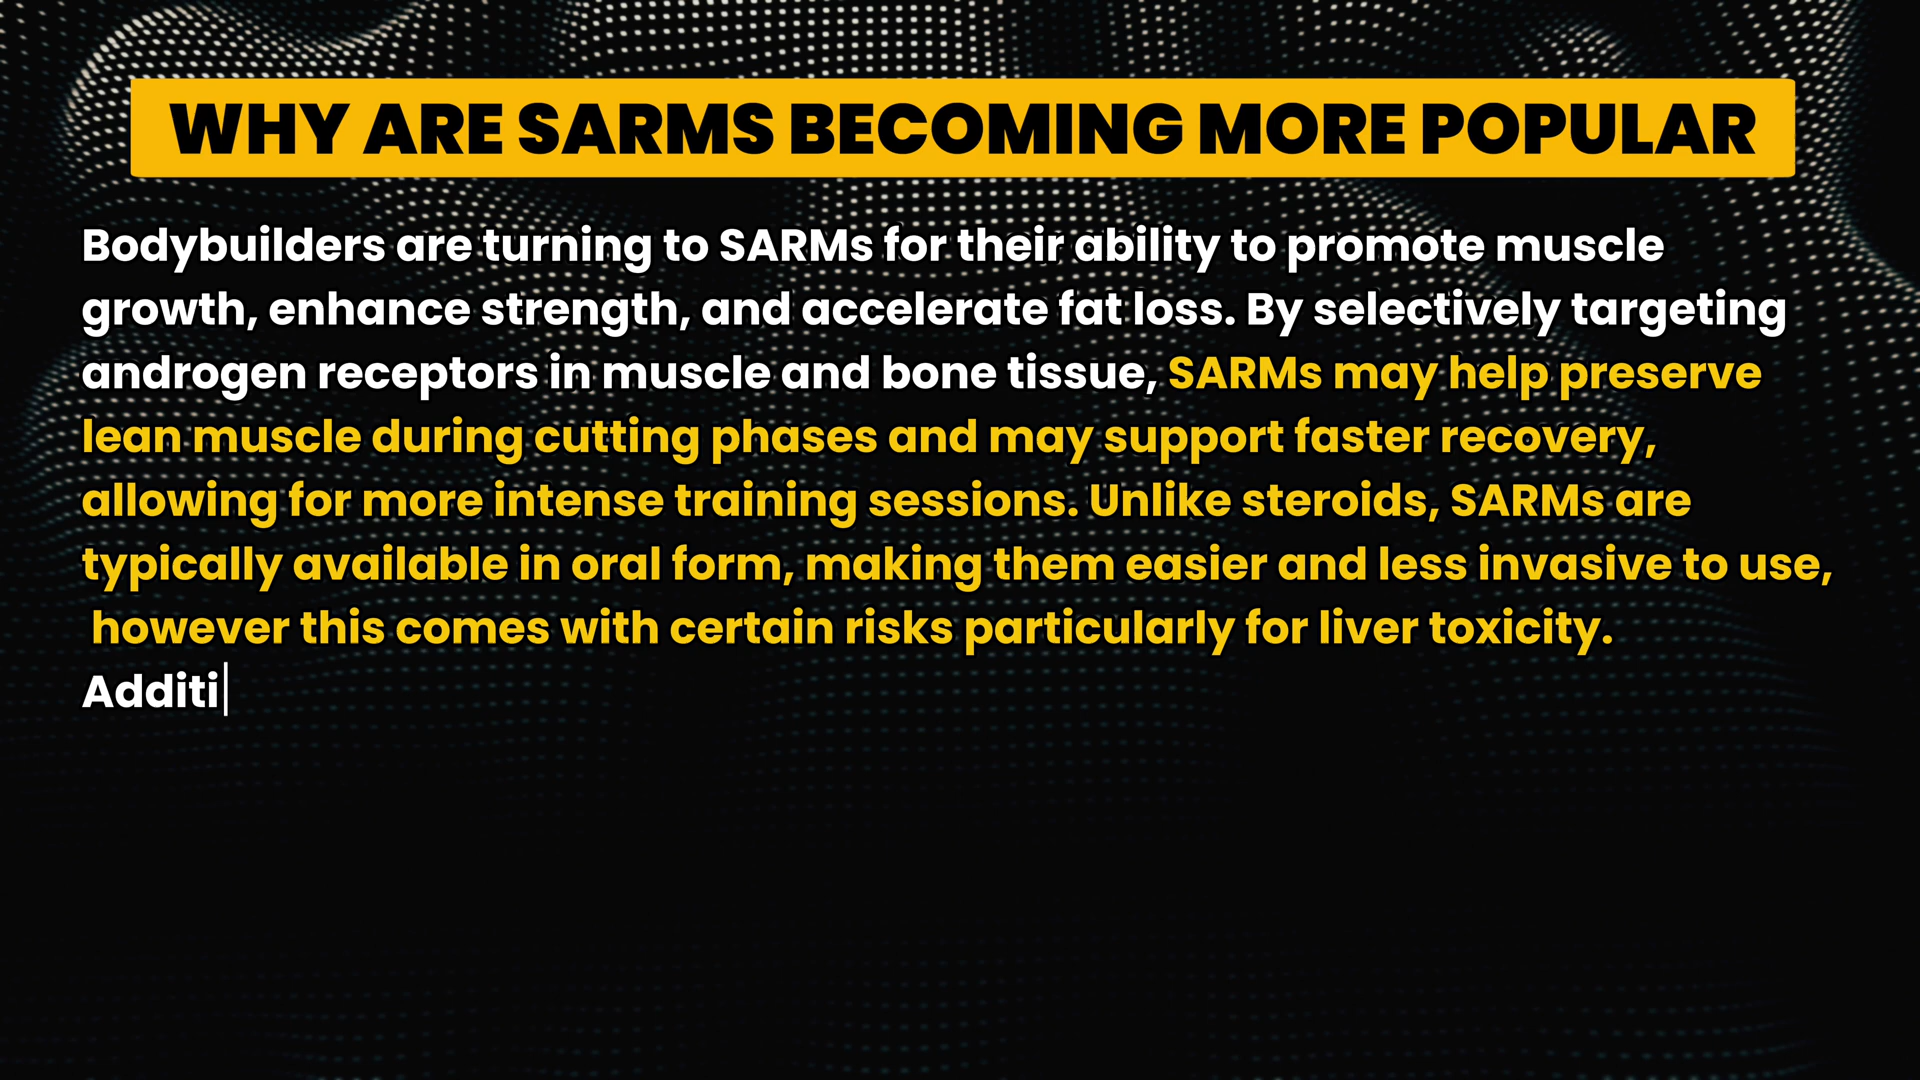 WHY ARE SARMS BECOMING MORE POPULAR
Bodybuilders are turning to SARMs for their ability to promote muscle
growth, enhance strength, and accelerate fat loss. By selectively targeting
androgen receptors in muscle and bone tissue, SARMs may help preserve
lean muscle during cutting phases and may support faster recovery,
allowing for more intense training sessions. Unlike steroids, SARMs are
typically available in oral form, making them easier and less invasive to use,
however this comes with certain risks particularly for liver toxicity.
Additi